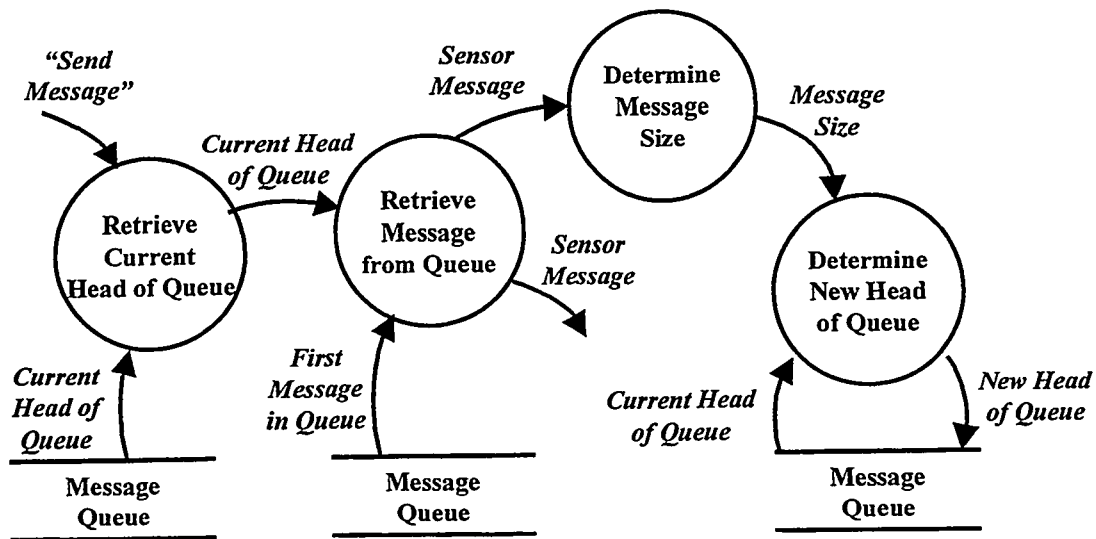 “Send
Message”
Retrieve
Current
Head of Queue
Current
Head of
Queue
Message
Queue
Current Head
of Queue
Retrieve
Message
from Queue
First
Message
in Queue
Message
Queue
Sensor
Message
Sensor
Message
Determine
Message
Size
Message
Size
Determine
New Head
of Queue
Current Head
of Queue
New Head
of Queue
Message
Queue